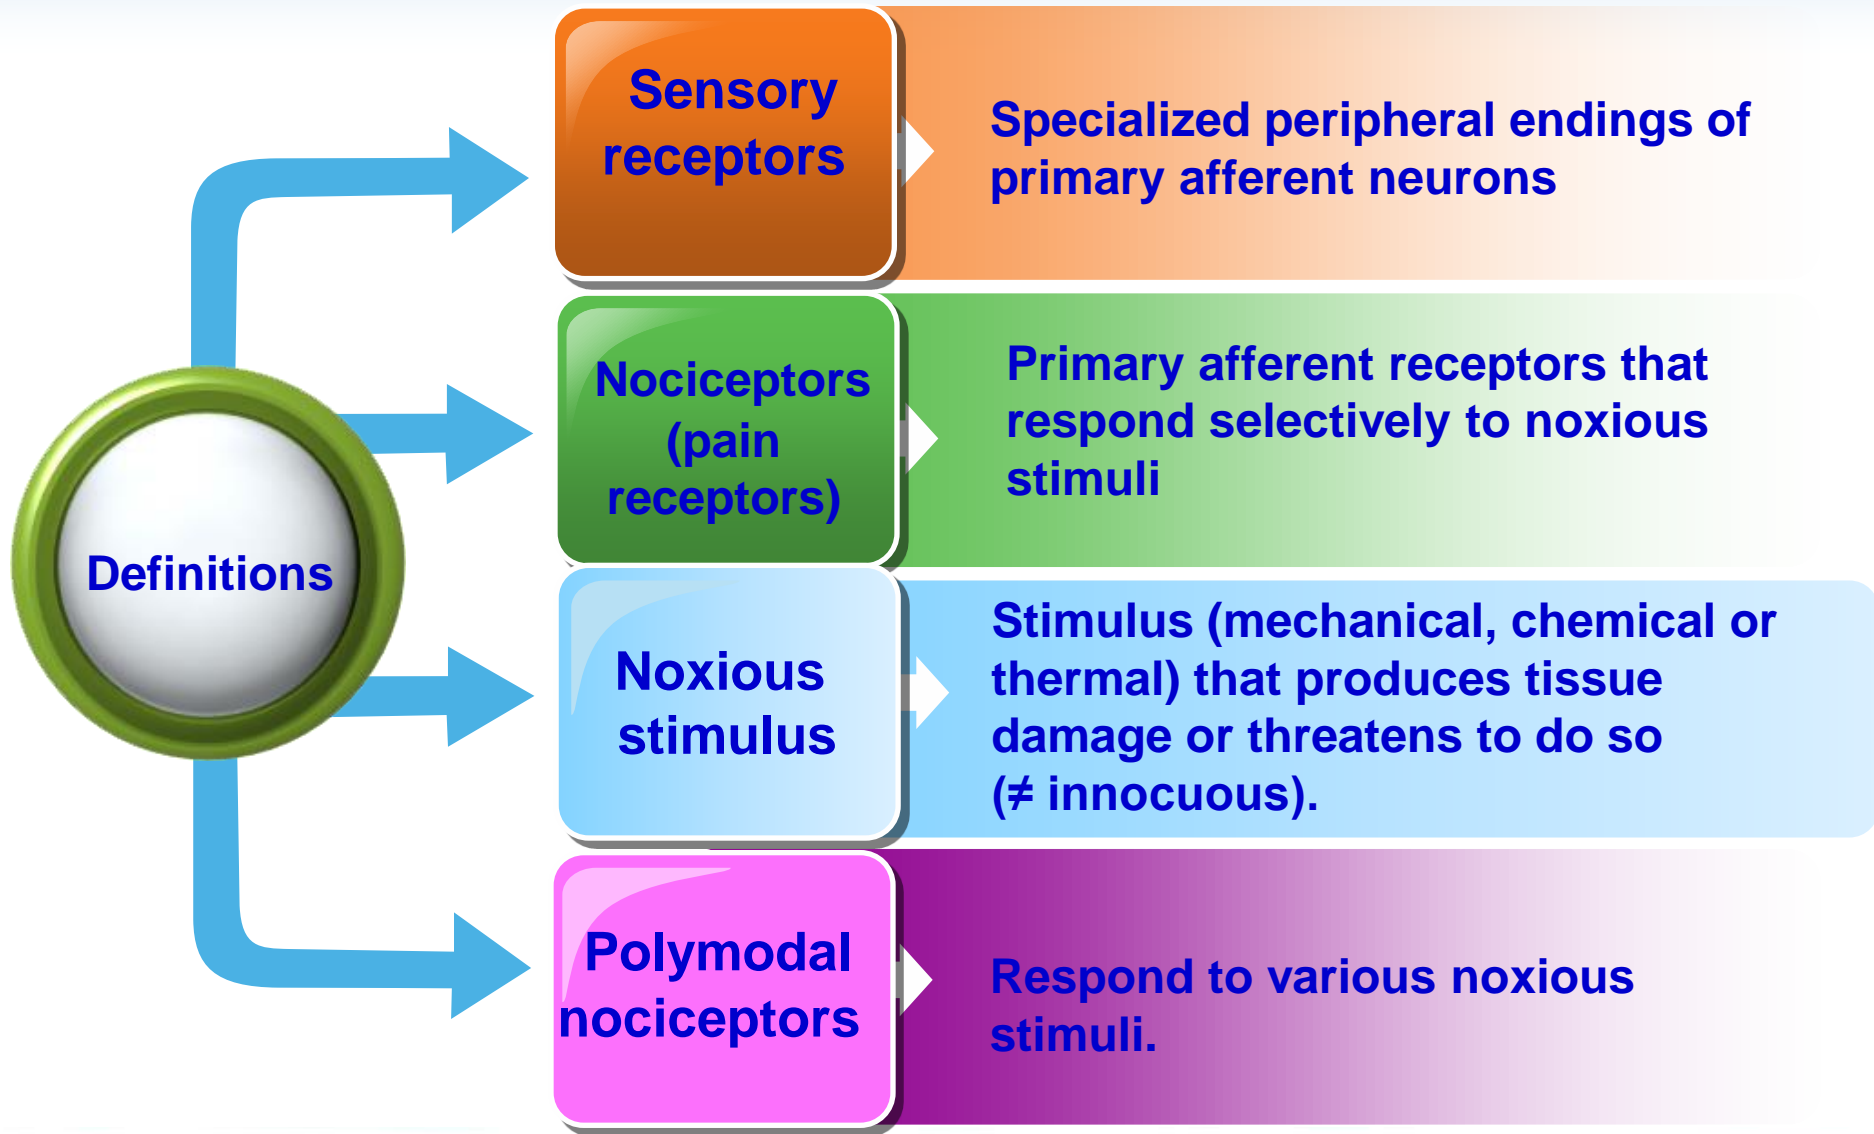 Definitions
Sensory
receptors
Specialized peripheral endings of
primary afferent neurons
Nociceptors
(pain
receptors)
Primary afferent receptors that
respond selectively to noxious
stimuli
Noxious
stimulus
Stimulus (mechanical, chemical or
thermal) that produces tissue
damage or threatens to do so
(≠ innocuous).
Polymodal
nociceptors
Respond to various noxious
stimuli.